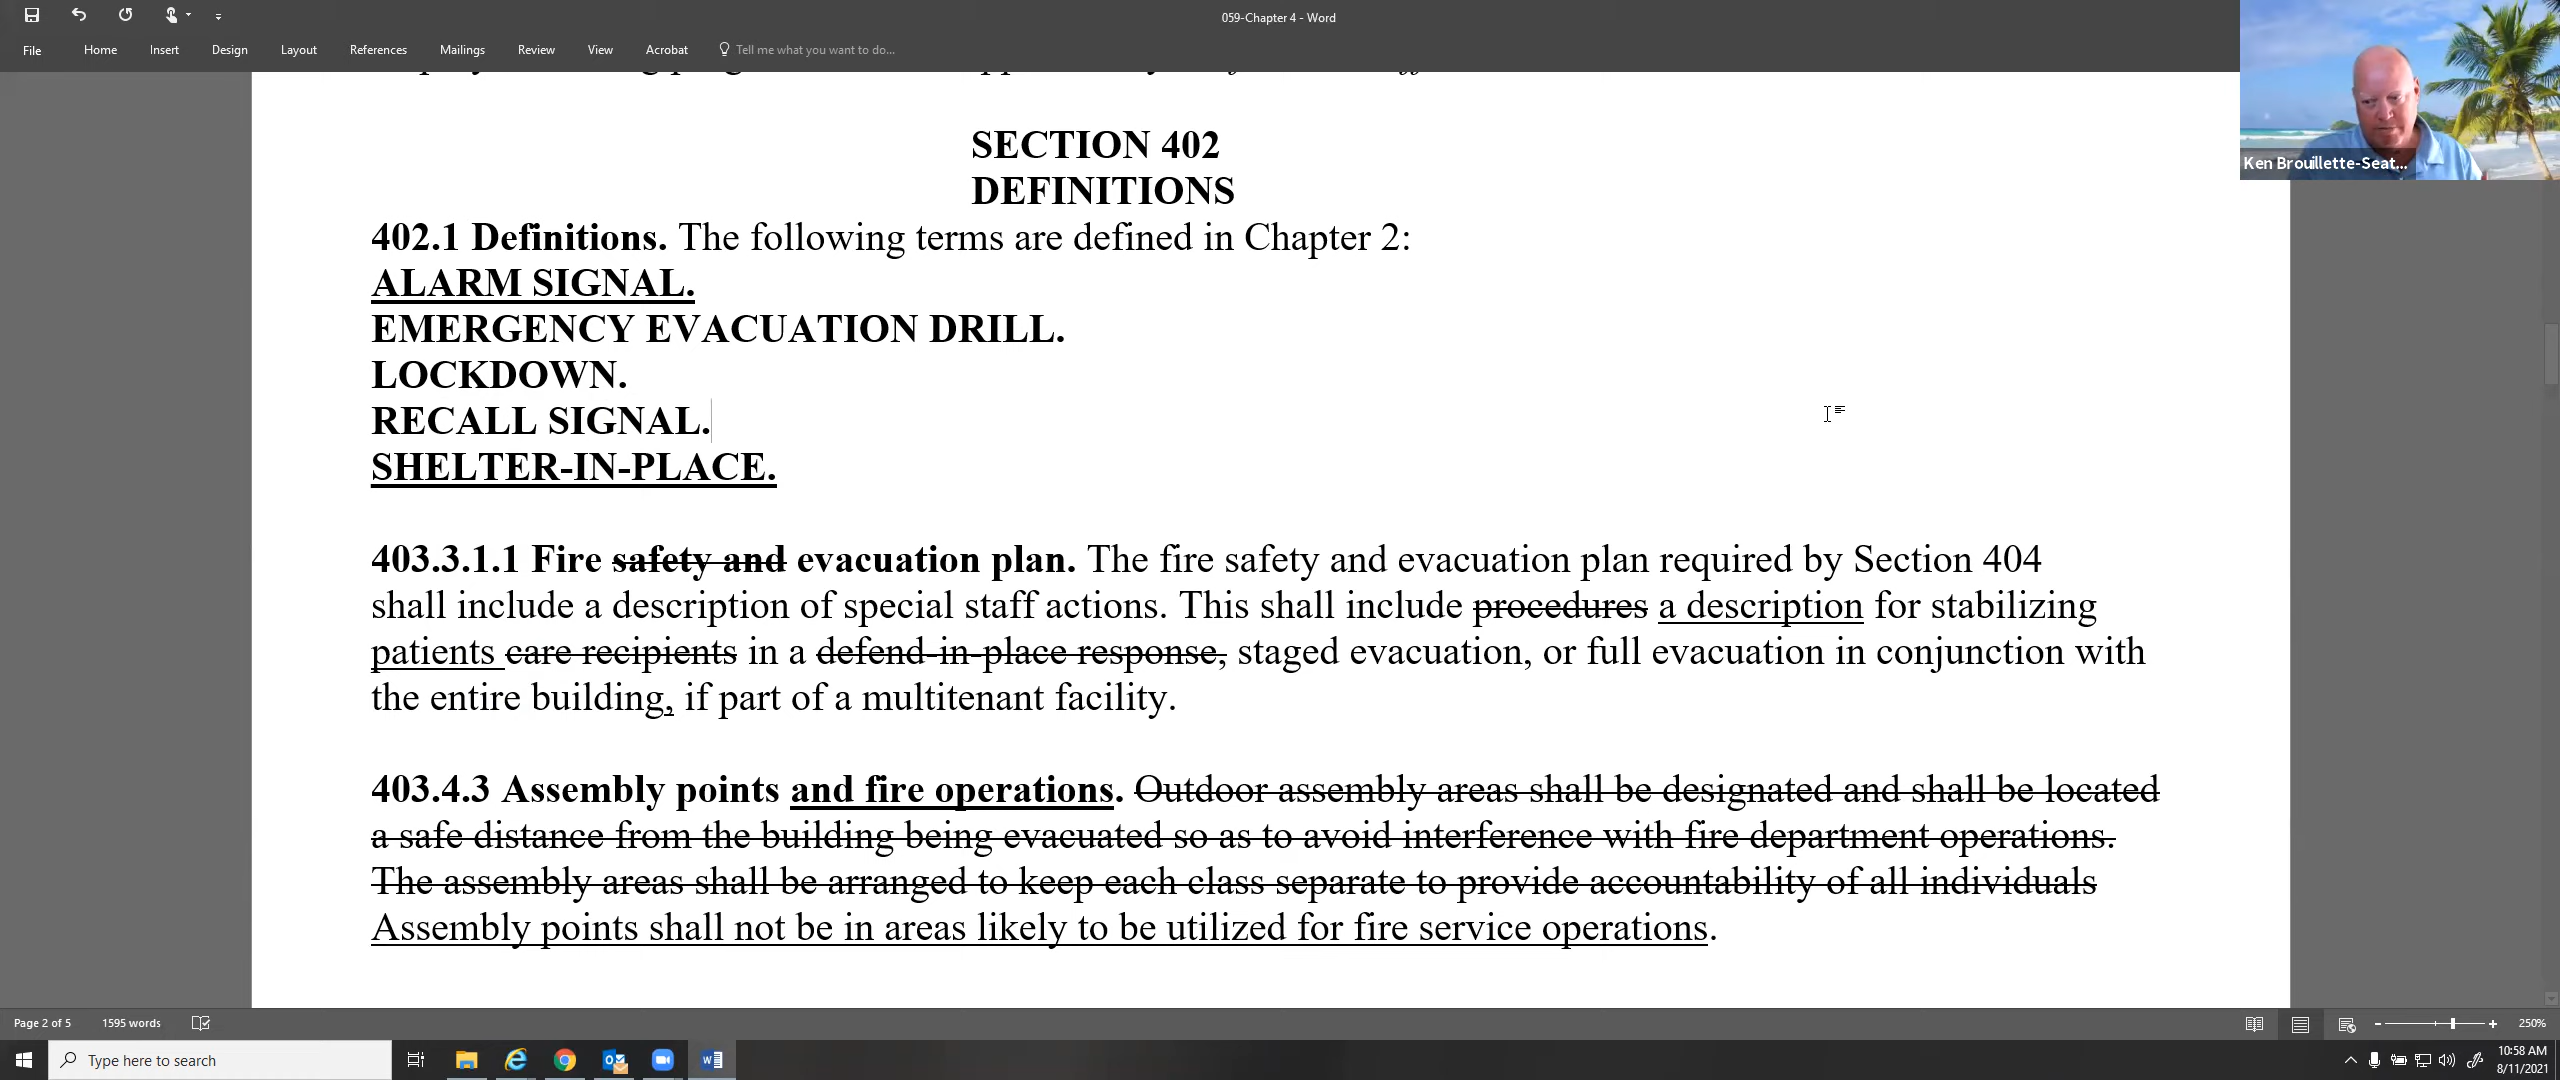 059-Chapter 4 - Word
File Home Insert Design Layout References Mailings Review View Acrobat Tell me what you want to do...
Ken Brouillette-Seat...
SECTION 402
DEFINITIONS
402.1 Definitions. The following terms are defined in Chapter 2:
ALARM SIGNAL.
EMERGENCY EVACUATION DRILL.
LOCKDOWN.
RECALL SIGNAL.
SHELTER-IN-PLACE.
403.3.1.1 Fire safety and evacuation plan. The fire safety and evacuation plan required by Section 404
shall include a description of special staff actions. This shall include procedures a description for stabilizing
patients care recipients in a defend-in-place response, staged evacuation, or full evacuation in conjunction with
the entire building, if part of a multitenant facility.
403.4.3 Assembly points and fire operations. Outdoor assembly areas shall be designated and shall be located
a safe distance from the building being evacuated so as to avoid interference with fire department operations.
The assembly areas shall be arranged to keep each class separate to provide accountability of all individuals
Assembly points shall not be in areas likely to be utilized for fire service operations.
Page 2 of 5 1595 words 250%
Type here to search
10:58 AM
8/11/2021